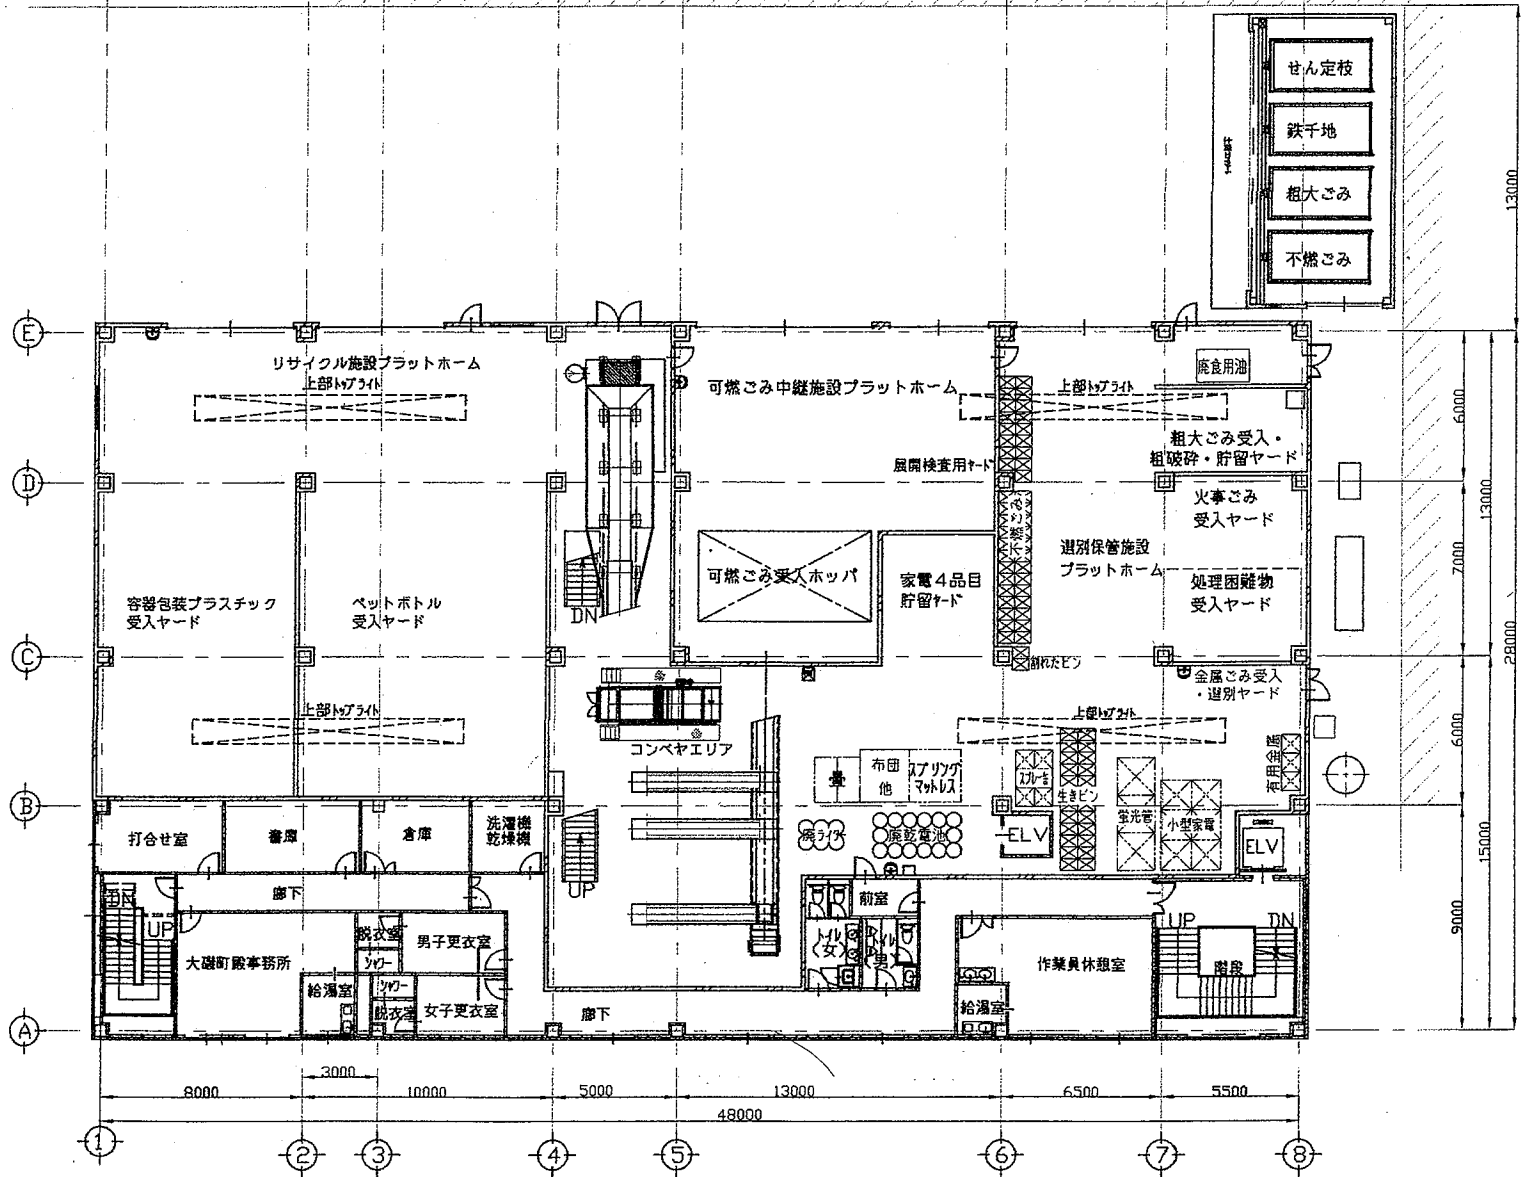 せん定枝
鉄千地
粗大ごみ
不燃ごみ
13000
E
リサイクル施設プラットホーム
上部トップライト
可燃ごみ中継施設プラットホーム
上部トップライト
廃食用油
粗大ごみ受入・
粗破砕・貯留ヤード
6000
展開検査用ヤード
D
火事ごみ
受入ヤード
不燃ごみ
選別保管施設
プラットホーム
13000
7000
容器包装プラスチック
受入ヤード
ペットボトル
受入ヤード
DN
可燃ごみ受入ホッパ
家電4品目
貯留ヤード
処理困難物
受入ヤード
28000
C
割れたビン
金属ごみ受入
・選別ヤード
上部トップライト
コンベヤエリア
上部トップライト
6000
畳
布団
他
スプリング
マットレス
スプレー缶
生きビン
有用金属
B
打合せ室
書庫
倉庫
洗濯機
乾燥機
UP
廃ライター
廃乾電池
ELV
蛍光管
小型家電
ELV
15000
DN
UP
廊下
前室
UP
DN
9000
大磯町殿事務所
脱衣室
シャワー
男子更衣室
トイレ
(女)
トイレ
(男)
作業員休憩室
階段
給湯室
シャワー
脱衣室
女子更衣室
廊下
給湯室
A
3000
8000
10000
5000
13000
6500
5500
48000
1
2
3
4
5
6
7
8